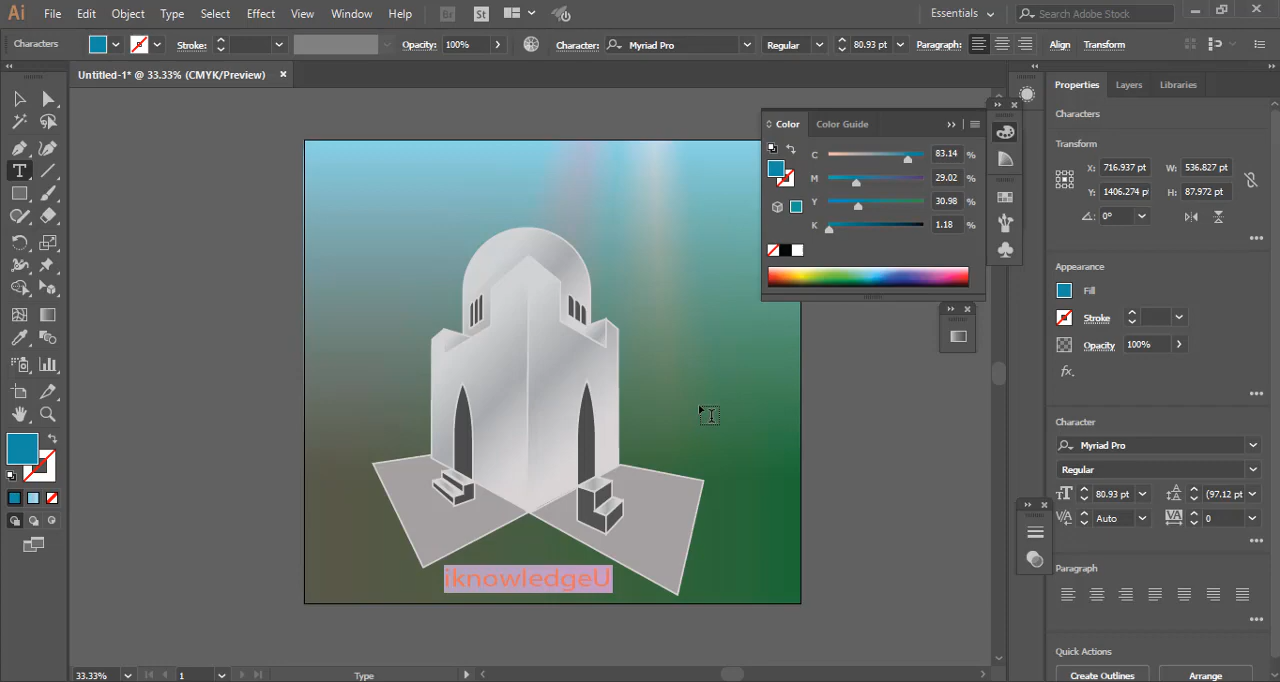 Ai File Edit Object Type Select Effect View Window Help Br St Essentials Search Adobe Stock
Characters Stroke: Opacity: 100% Character: Myriad Pro Regular 80.93 pt Paragraph: Align Transform
Untitled-1* @ 33.33% (CMYK/Preview)
Properties Layers Libraries
Characters
Transform
X: 716.937 pt W: 536.827 pt
Y: 1406.274 pt H: 87.972 pt
0°
Appearance
Fill
Stroke
Opacity 100%
fx.
Character
Myriad Pro
Regular
80.93 pt (97.12 pt
Auto 0
Paragraph
Quick Actions
Create Outlines Arrange
Color Color Guide
C 83.14 %
M 29.02 %
Y 30.98 %
K 1.18 %
iknowledgeU
33.33% 1 Type